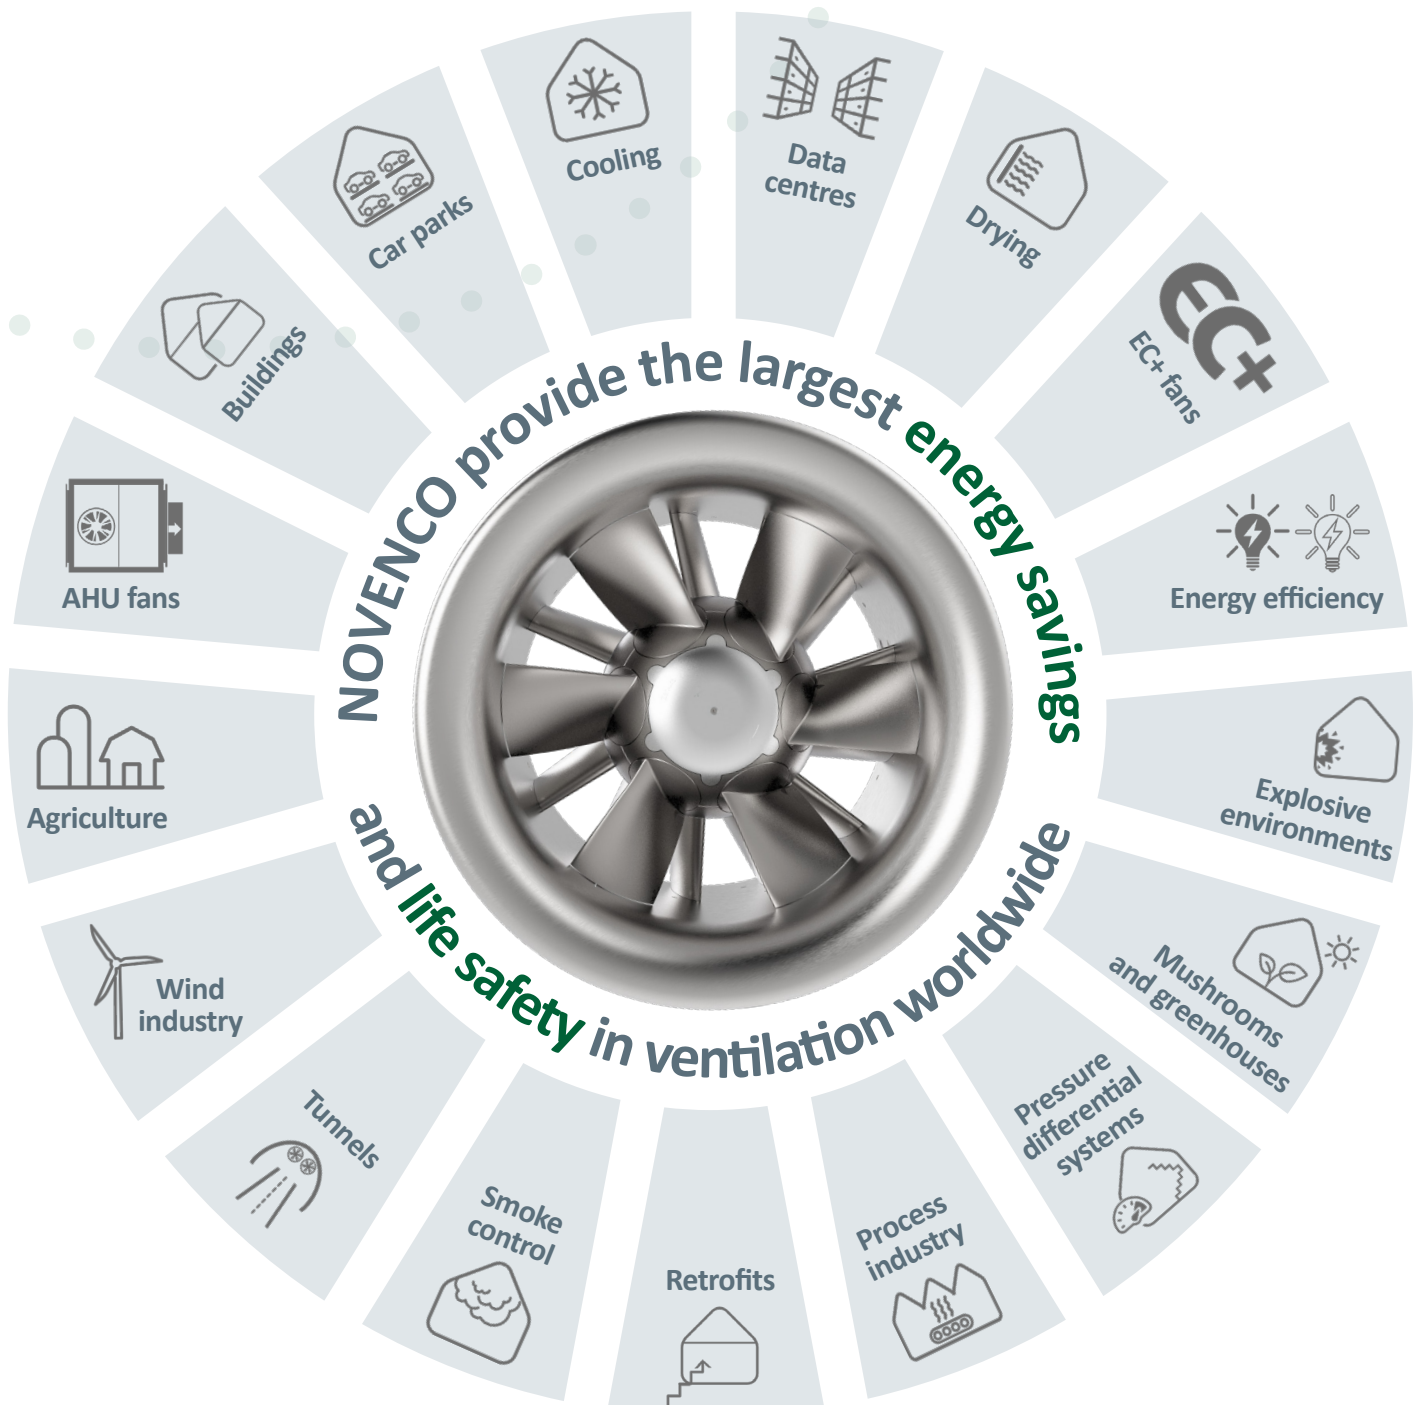 NOVENCO provide the largest energy savings
and life safety in ventilation worldwide
Cooling
Data
centres
Drying
EC+
EC+ fans
Energy efficiency
Explosive
environments
Mushrooms
and greenhouses
Pressure
differential
systems
Process
industry
Retrofits
Smoke
control
Tunnels
Wind
industry
Agriculture
AHU fans
Buildings
Car parks